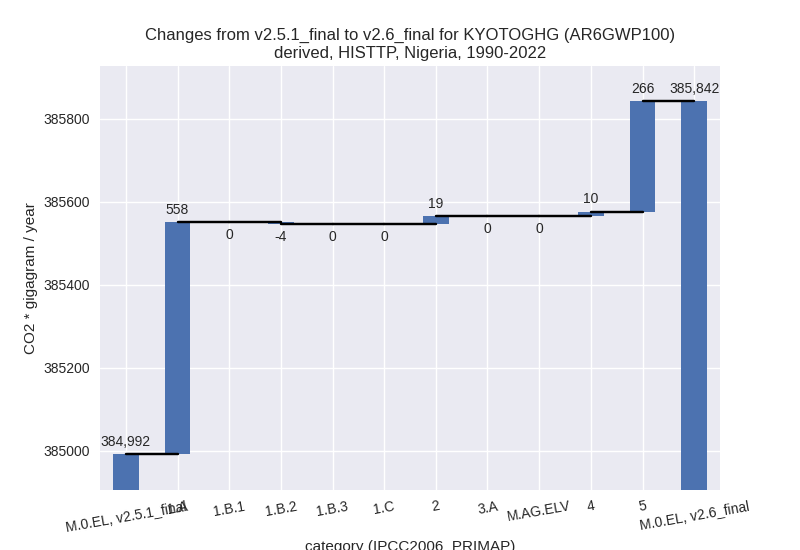 Changes from v2.5.1_final to v2.6_final for KYOTOGHG (AR6GWP100)
derived, HISTTP, Nigeria, 1990-2022
CO2 * gigagram / year
385800
385600
385400
385200
385000
384,992
558
0
-4
0
0
19
0
0
10
266
385,842
M.0.EL, v2.5.1_final
1.A
1.B.1
1.B.2
1.B.3
1.C
2
3.A
M.AG.ELV
4
5
M.0.EL, v2.6_final
category (IPCC2006_PRIMAP)